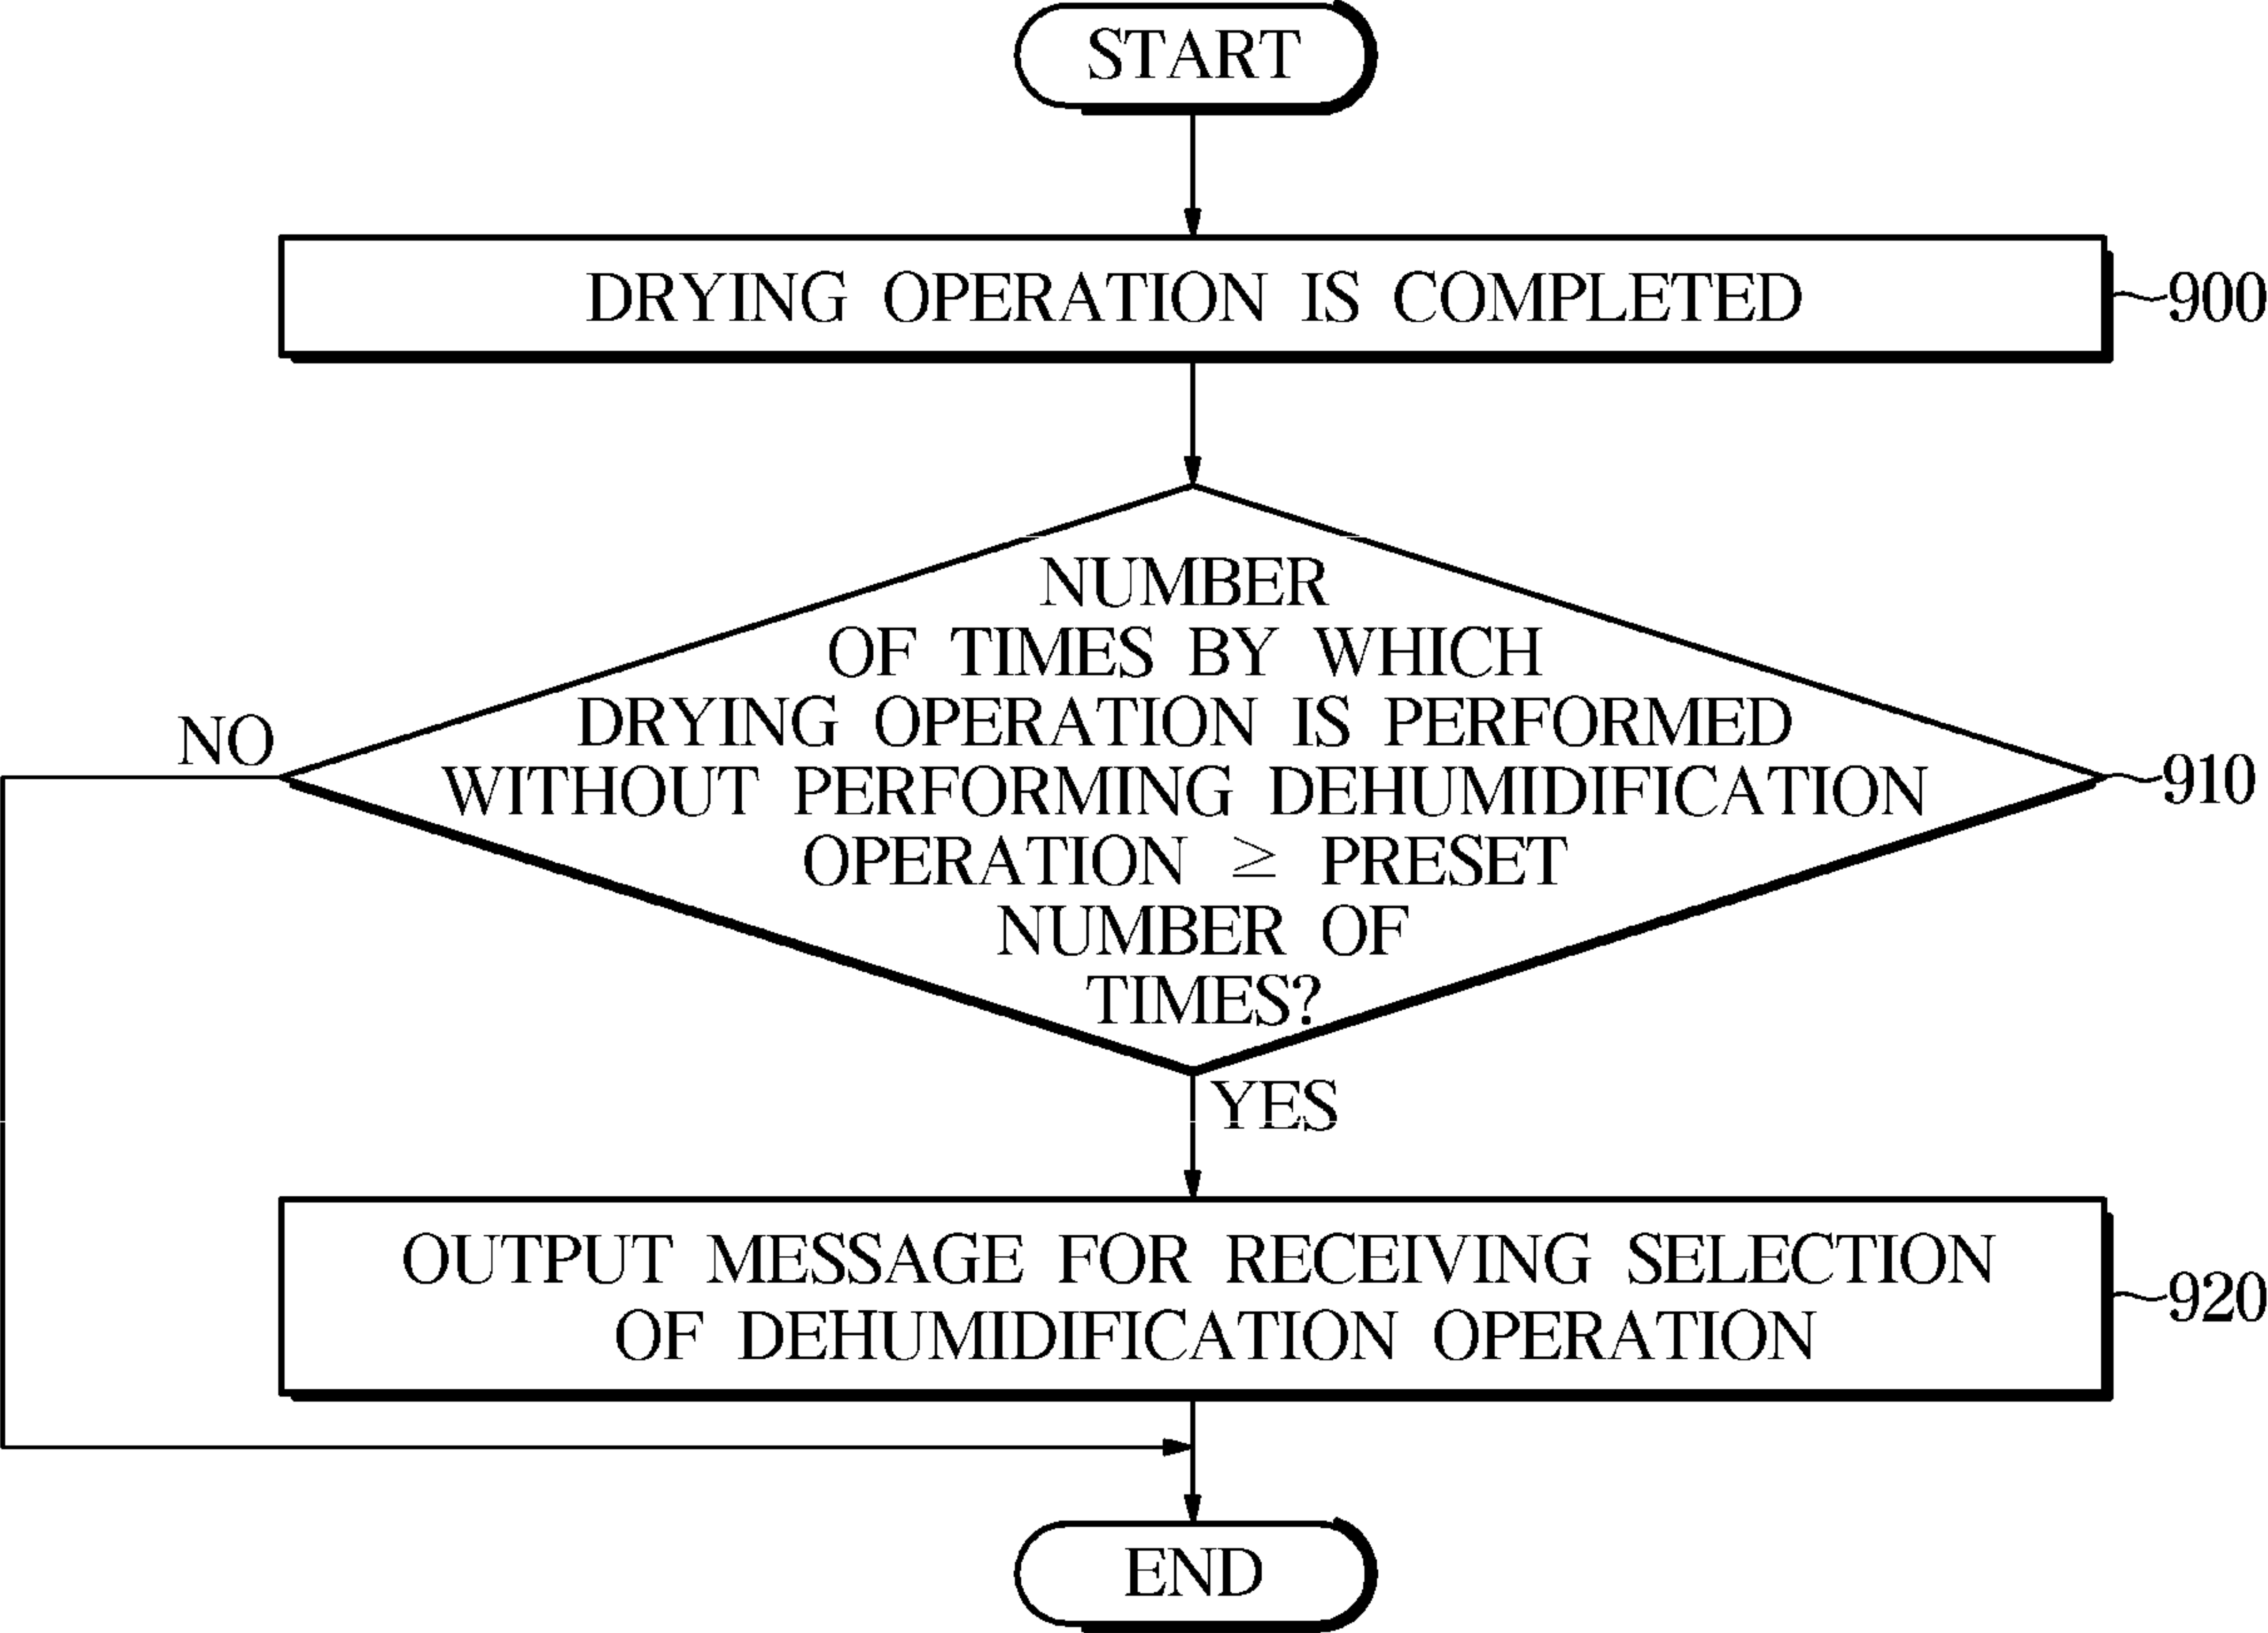 START
DRYING OPERATION IS COMPLETED
900
NUMBER
OF TIMES BY WHICH
DRYING OPERATION IS PERFORMED
NO
WITHOUT PERFORMING DEHUMIDIFICATION
910
OPERATION ≥ PRESET
NUMBER OF
TIMES?
YES
OUTPUT MESSAGE FOR RECEIVING SELECTION
OF DEHUMIDIFICATION OPERATION
920
END